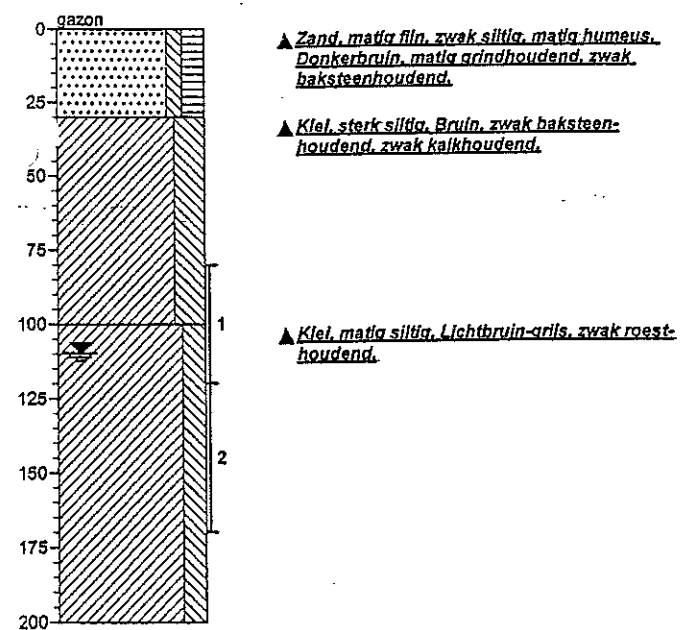 gazon
0
Zand, matig fijn, zwak siltig, matig humeus,
Donkerbruin, matig grindhoudend, zwak
baksteenhoudend,
25
Klei, sterk siltig, Bruin, zwak baksteen-
houdend, zwak kalkhoudend,
50
75
100
1
Klei, matig siltig, Lichtbruin-grijs, zwak roest-
houdend,
125
150
2
175
200